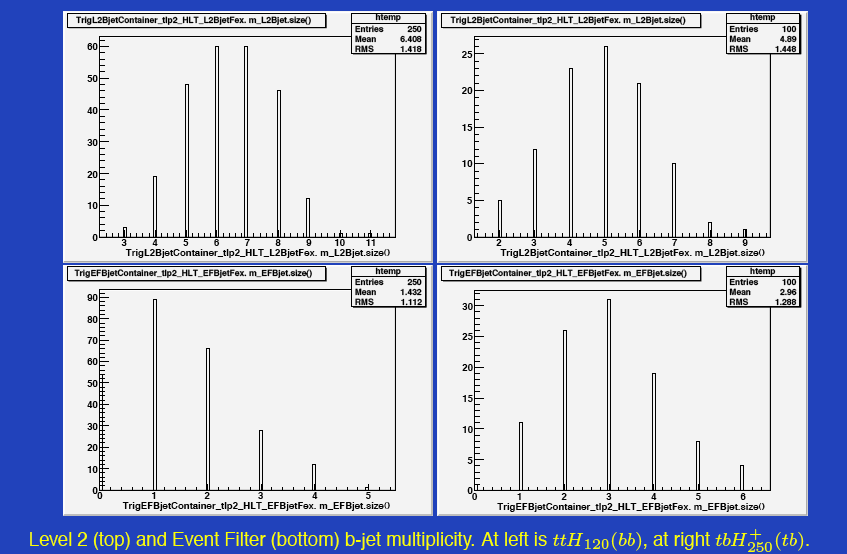 TrigL2BjetContainer_tlp2_HLT_L2BjetFex. m_L2Bjet.size()
htemp
Entries 250
Mean 6.408
RMS 1.418
60
50
40
30
20
10
0
3 4 5 6 7 8 9 10 11
TrigL2BjetContainer_tlp2_HLT_L2BjetFex. m_L2Bjet.size()
TrigL2BjetContainer_tlp2_HLT_L2BjetFex. m_L2Bjet.size()
htemp
Entries 100
Mean 4.89
RMS 1.448
25
20
15
10
5
0
2 3 4 5 6 7 8 9
TrigL2BjetContainer_tlp2_HLT_L2BjetFex. m_L2Bjet.size()
TrigEFBjetContainer_tlp2_HLT_EFBjetFex. m_EFBjet.size()
htemp
Entries 250
Mean 1.432
RMS 1.112
90
80
70
60
50
40
30
20
10
0
0 1 2 3 4 5
TrigEFBjetContainer_tlp2_HLT_EFBjetFex. m_EFBjet.size()
TrigEFBjetContainer_tlp2_HLT_EFBjetFex. m_EFBjet.size()
htemp
Entries 100
Mean 2.96
RMS 1.288
30
25
20
15
10
5
0
0 1 2 3 4 5 6
TrigEFBjetContainer_tlp2_HLT_EFBjetFex. m_EFBjet.size()
Level 2 (top) and Event Filter (bottom) b-jet multiplicity. At left is ttH₁₂₀(bb), at right tbH⁺₂₅₀(tb).